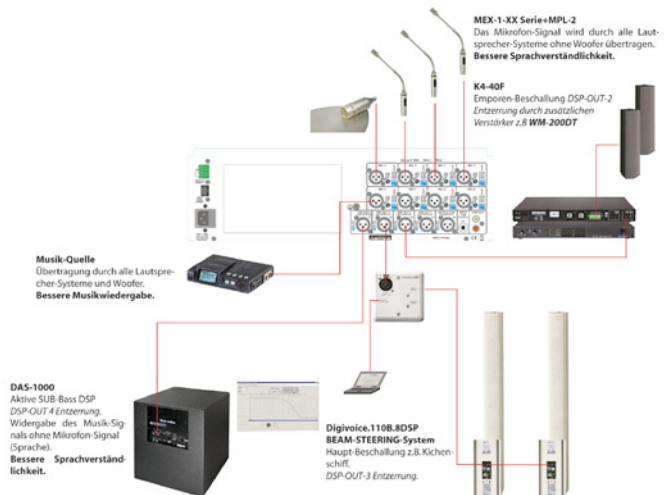 MEX-1-XX Serie+MPL-2
Das Mikrofon-Signal wird durch alle Laut-
sprecher-Systeme ohne Woofer übertragen.
Bessere Sprachverständlichkeit.
K4-40F
Emporen-Beschallung DSP-OUT-2
Entzerrung durch zusätzlichen
Verstärker z.B WM-200DT
Musik-Quelle
Übertragung durch alle Lautspre-
cher-Systeme und Woofer.
Bessere Musikwiedergabe.
DAS-1000
Aktive SUB-Bass DSP
DSP-OUT 4 Entzerrung.
Widergabe des Musik-Sig-
nals ohne Mikrofon-Signal
(Sprache).
Bessere Sprachverständ-
lichkeit.
Digivoice.110B.8DSP
BEAM-STEERING-System
Haupt-Beschallung z.B. Kichen-
schiff.
DSP-OUT-3 Entzerrung.